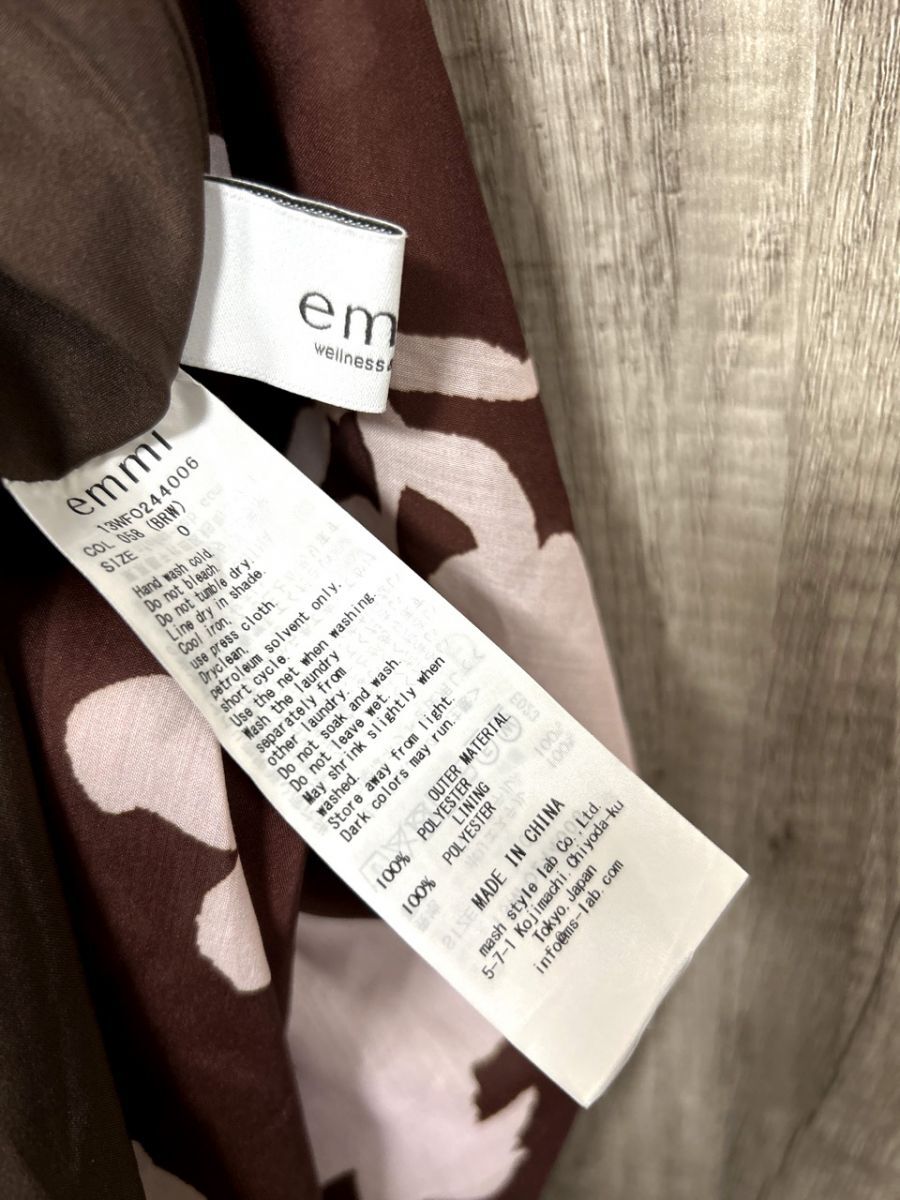 em
wellness
emmi
13WFO244006
COL 058 (BRW)
SIZE 0
Hand wash cold.
Do not bleach.
Do not tumble dry.
Line dry in shade.
Cool iron.
use press cloth.
Dryclean.
petroleum solvent only.
short cycle.
Use the net when washing.
Wash the laundry
separately from
other laundry.
Do not soak and wash.
Do not leave wet.
May shrink slightly when
washed.
Store away from light.
Dark colors may run.
OUTER MATERIAL
100% POLYESTER
LINING
100% POLYESTER
MADE IN CHINA
mash style lab Co., Ltd.
5-7-1 Kojimachi, Chiyoda-ku
Tokyo, Japan
info@ms-lab.com